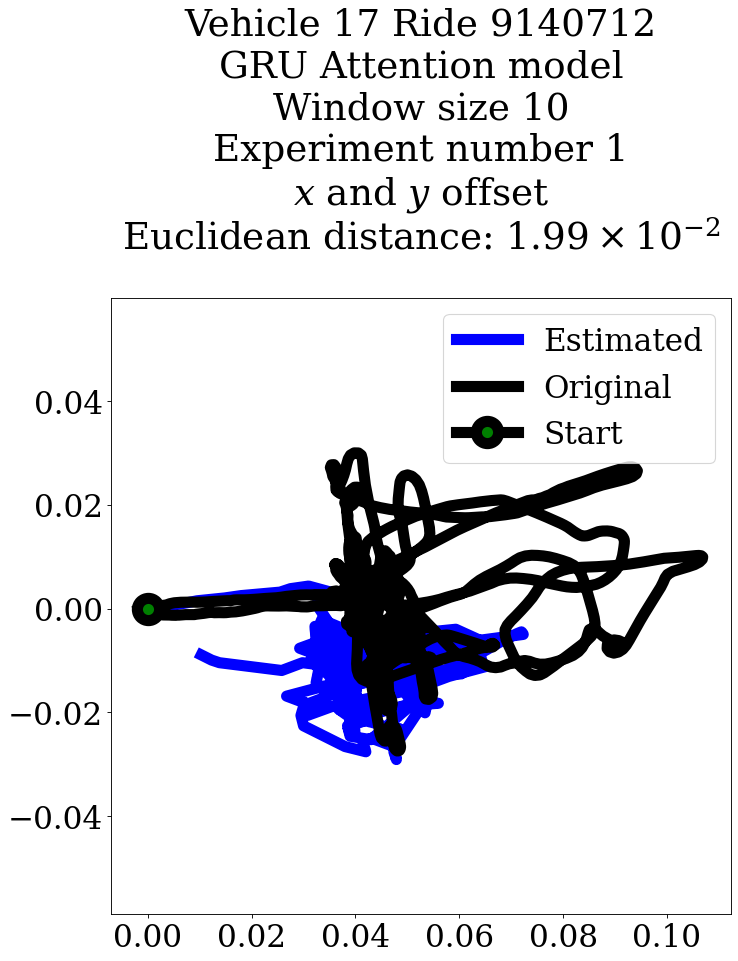 Vehicle 17 Ride 9140712
GRU Attention model
Window size 10
Experiment number 1
x and y offset
Euclidean distance: 1.99 × 10⁻²
Estimated
Original
Start
0.04
0.02
0.00
−0.02
−0.04
0.00 0.02 0.04 0.06 0.08 0.10